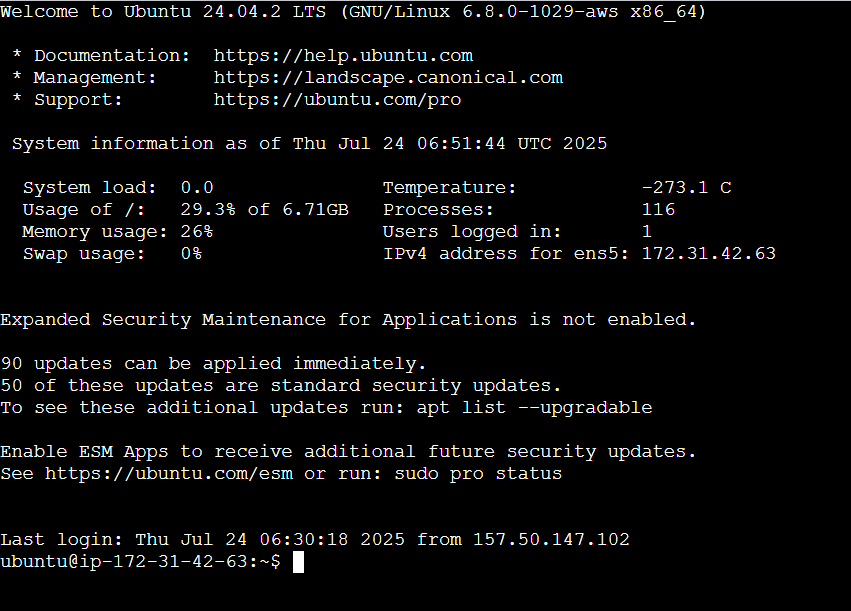 Welcome to Ubuntu 24.04.2 LTS (GNU/Linux 6.8.0-1029-aws x86_64)
* Documentation:  https://help.ubuntu.com
* Management:     https://landscape.canonical.com
* Support:        https://ubuntu.com/pro
System information as of Thu Jul 24 06:51:44 UTC 2025
System load:  0.0               Temperature:           -273.1 C
Usage of /:   29.3% of 6.71GB   Processes:             116
Memory usage: 26%               Users logged in:       1
Swap usage:   0%                IPv4 address for ens5: 172.31.42.63
Expanded Security Maintenance for Applications is not enabled.
90 updates can be applied immediately.
50 of these updates are standard security updates.
To see these additional updates run: apt list --upgradable
Enable ESM Apps to receive additional future security updates.
See https://ubuntu.com/esm or run: sudo pro status
Last login: Thu Jul 24 06:30:18 2025 from 157.50.147.102
ubuntu@ip-172-31-42-63:~$